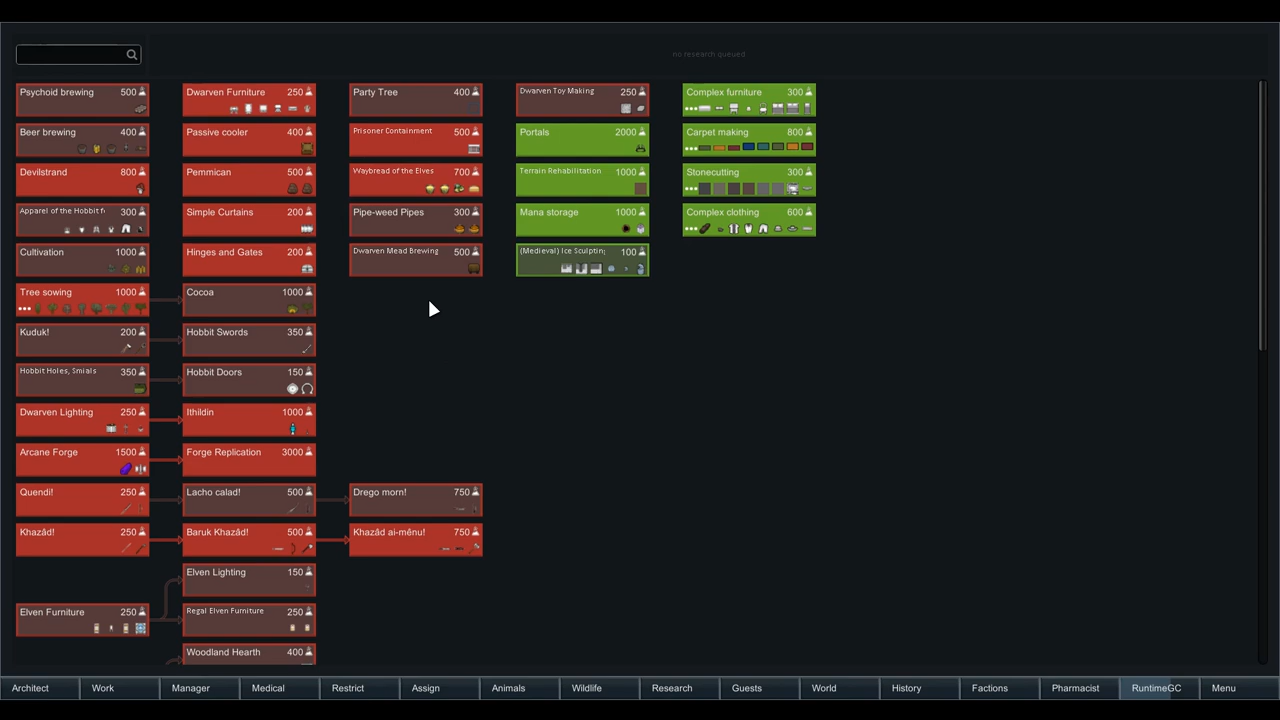 no research queued
Psychoid brewing 500
Dwarven Furniture 250
Party Tree 400
Dwarven Toy Making 250
Complex furniture 300
Beer brewing 400
Passive cooler 400
Prisoner Containment 500
Portals 2000
Carpet making 800
Devilstrand 800
Pemmican 300
Waybread of the Elves 700
Terrain Rehabilitation 1000
Stonecutting 300
Apparel of the Hobbit f 300
Simple Curtains 200
Pipe-weed Pipes 300
Mana storage 1000
Complex clothing 600
Cultivation 1000
Hinges and Gates 200
Dwarven Mead Brewing 500
(Medieval) Ice Sculptin 100
Tree sowing 1000
Cocoa 1000
Kuduk! 200
Hobbit Swords 350
Hobbit Holes, Smials 350
Hobbit Doors 150
Dwarven Lighting 250
Ithildin 1000
Arcane Forge 1500
Forge Replication 3000
Quendi! 250
Lacho calad! 500
Drego morn! 750
Khazâd! 250
Baruk Khazâd! 500
Khazâd ai-mênu! 750
Elven Lighting 150
Elven Furniture 250
Regal Elven Furniture 250
Woodland Hearth 400
Architect Work Manager Medical Restrict Assign Animals Wildlife Research Guests World History Factions Pharmacist RuntimeGC Menu